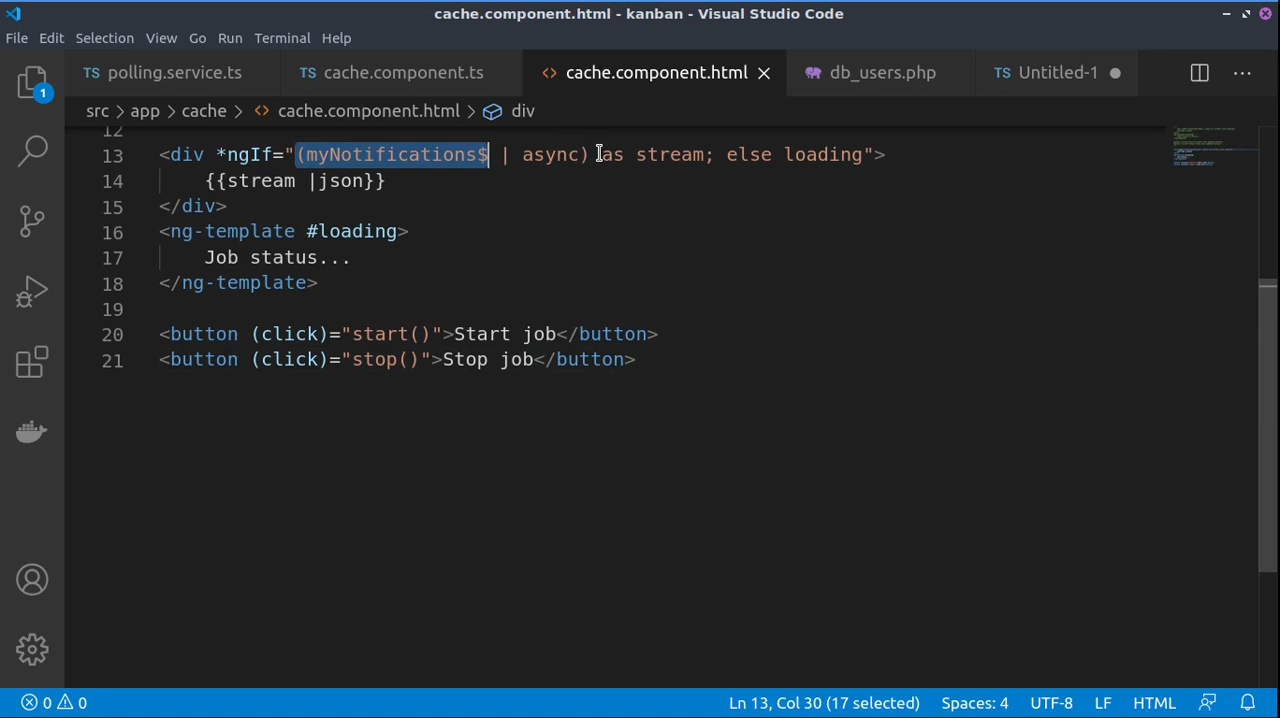 cache.component.html - kanban - Visual Studio Code
File Edit Selection View Go Run Terminal Help
TS polling.service.ts TS cache.component.ts <> cache.component.html db_users.php TS Untitled-1
src > app > cache > <> cache.component.html > div
1
12
13 <div *ngIf="(myNotifications$ | async) as stream; else loading">
14 {{stream |json}}
15 </div>
16 <ng-template #loading>
17 Job status...
18 </ng-template>
19
20 <button (click)="start()">Start job</button>
21 <button (click)="stop()">Stop job</button>
0 0 Ln 13, Col 30 (17 selected) Spaces: 4 UTF-8 LF HTML